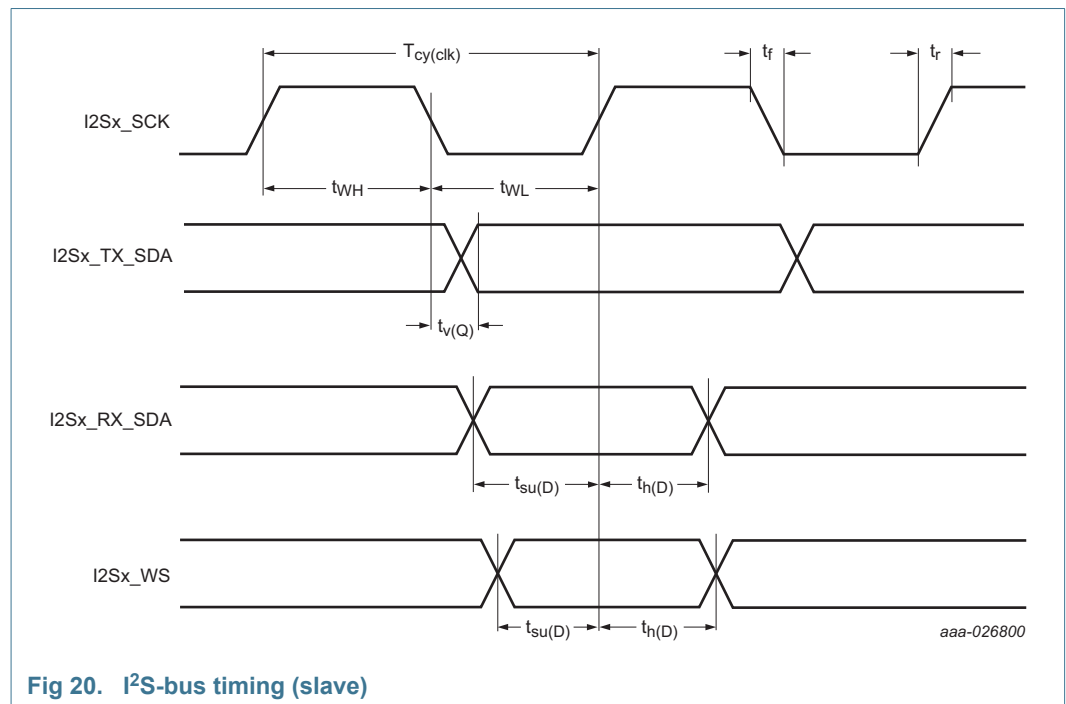 Tcy(clk)
tf
tr
I2Sx_SCK
tWH
tWL
I2Sx_TX_SDA
tv(Q)
I2Sx_RX_SDA
tsu(D)
th(D)
I2Sx_WS
tsu(D)
th(D)
aaa-026800
Fig 20. I²S-bus timing (slave)